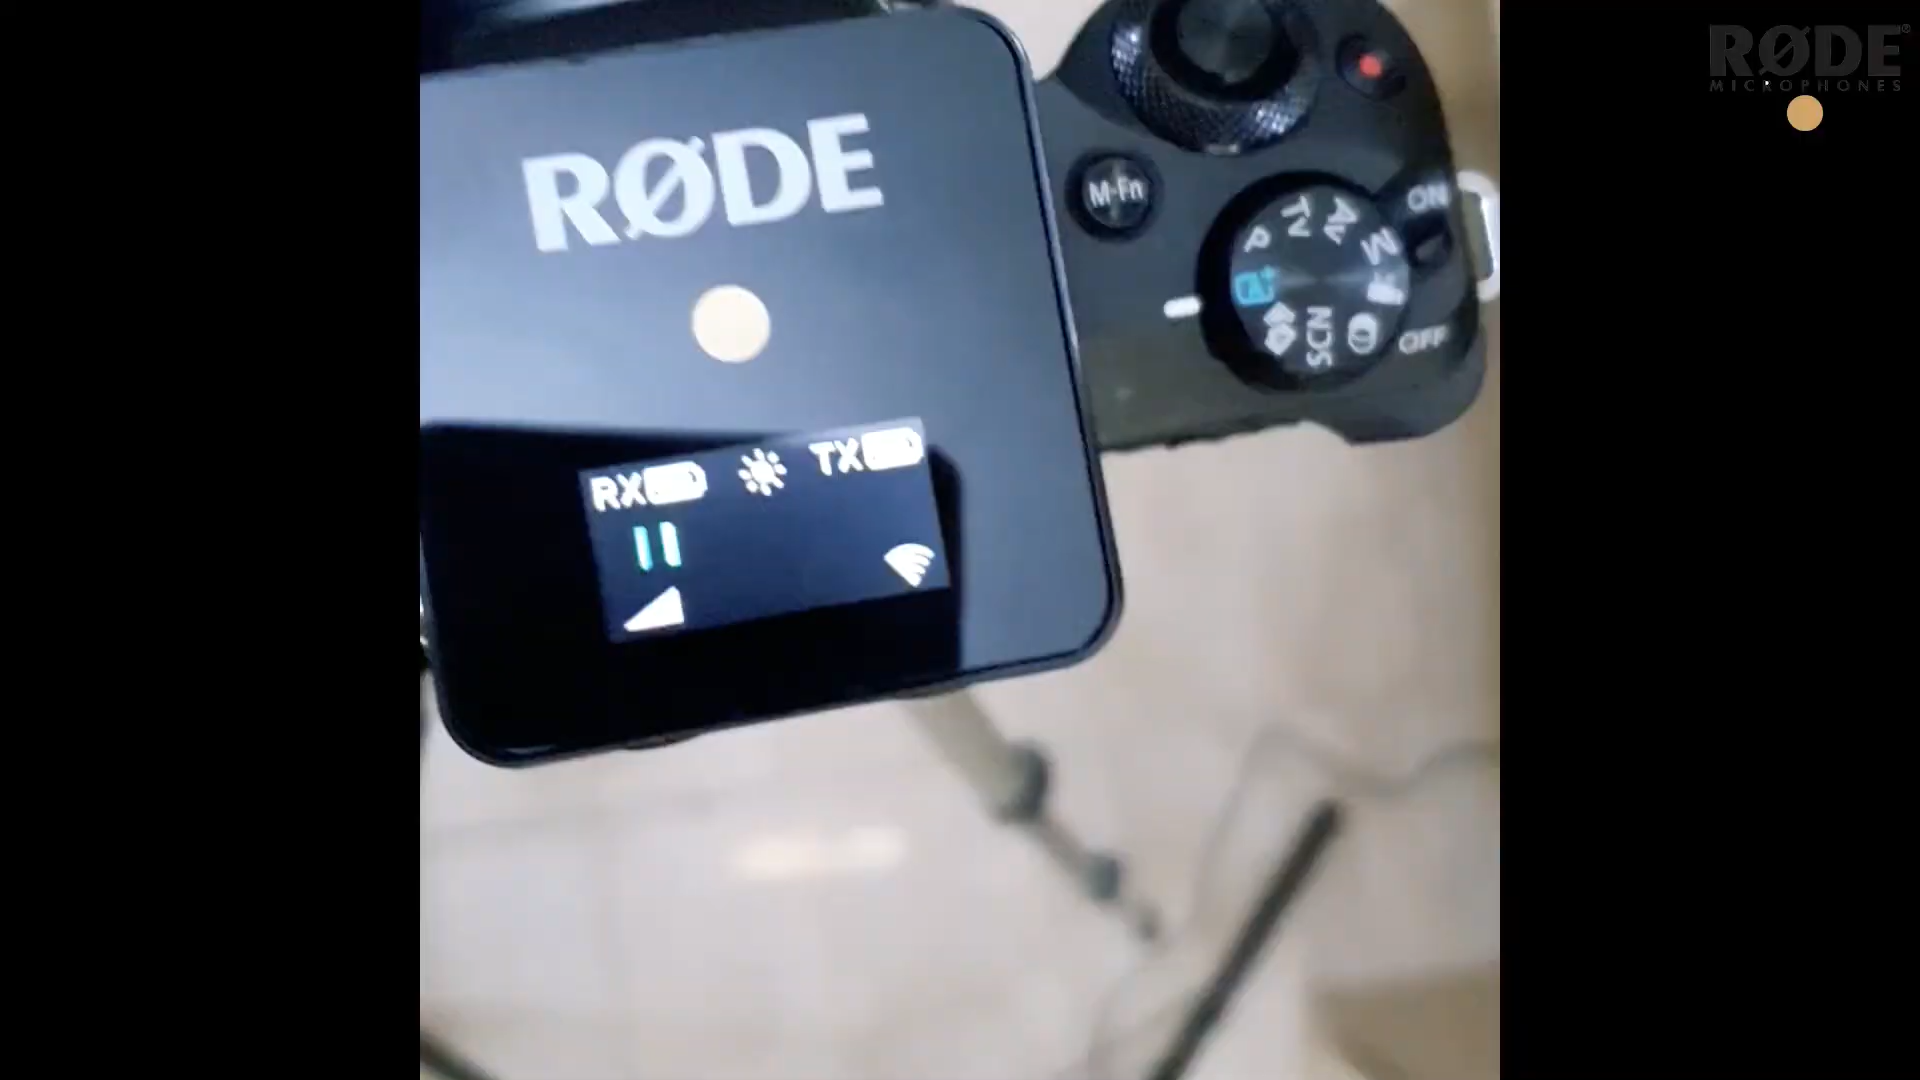 RØDE
RØDE
MICROPHONES
M-Fn
ON
Tv
Av
M
P
A+
SCN
OFF
RX
TX